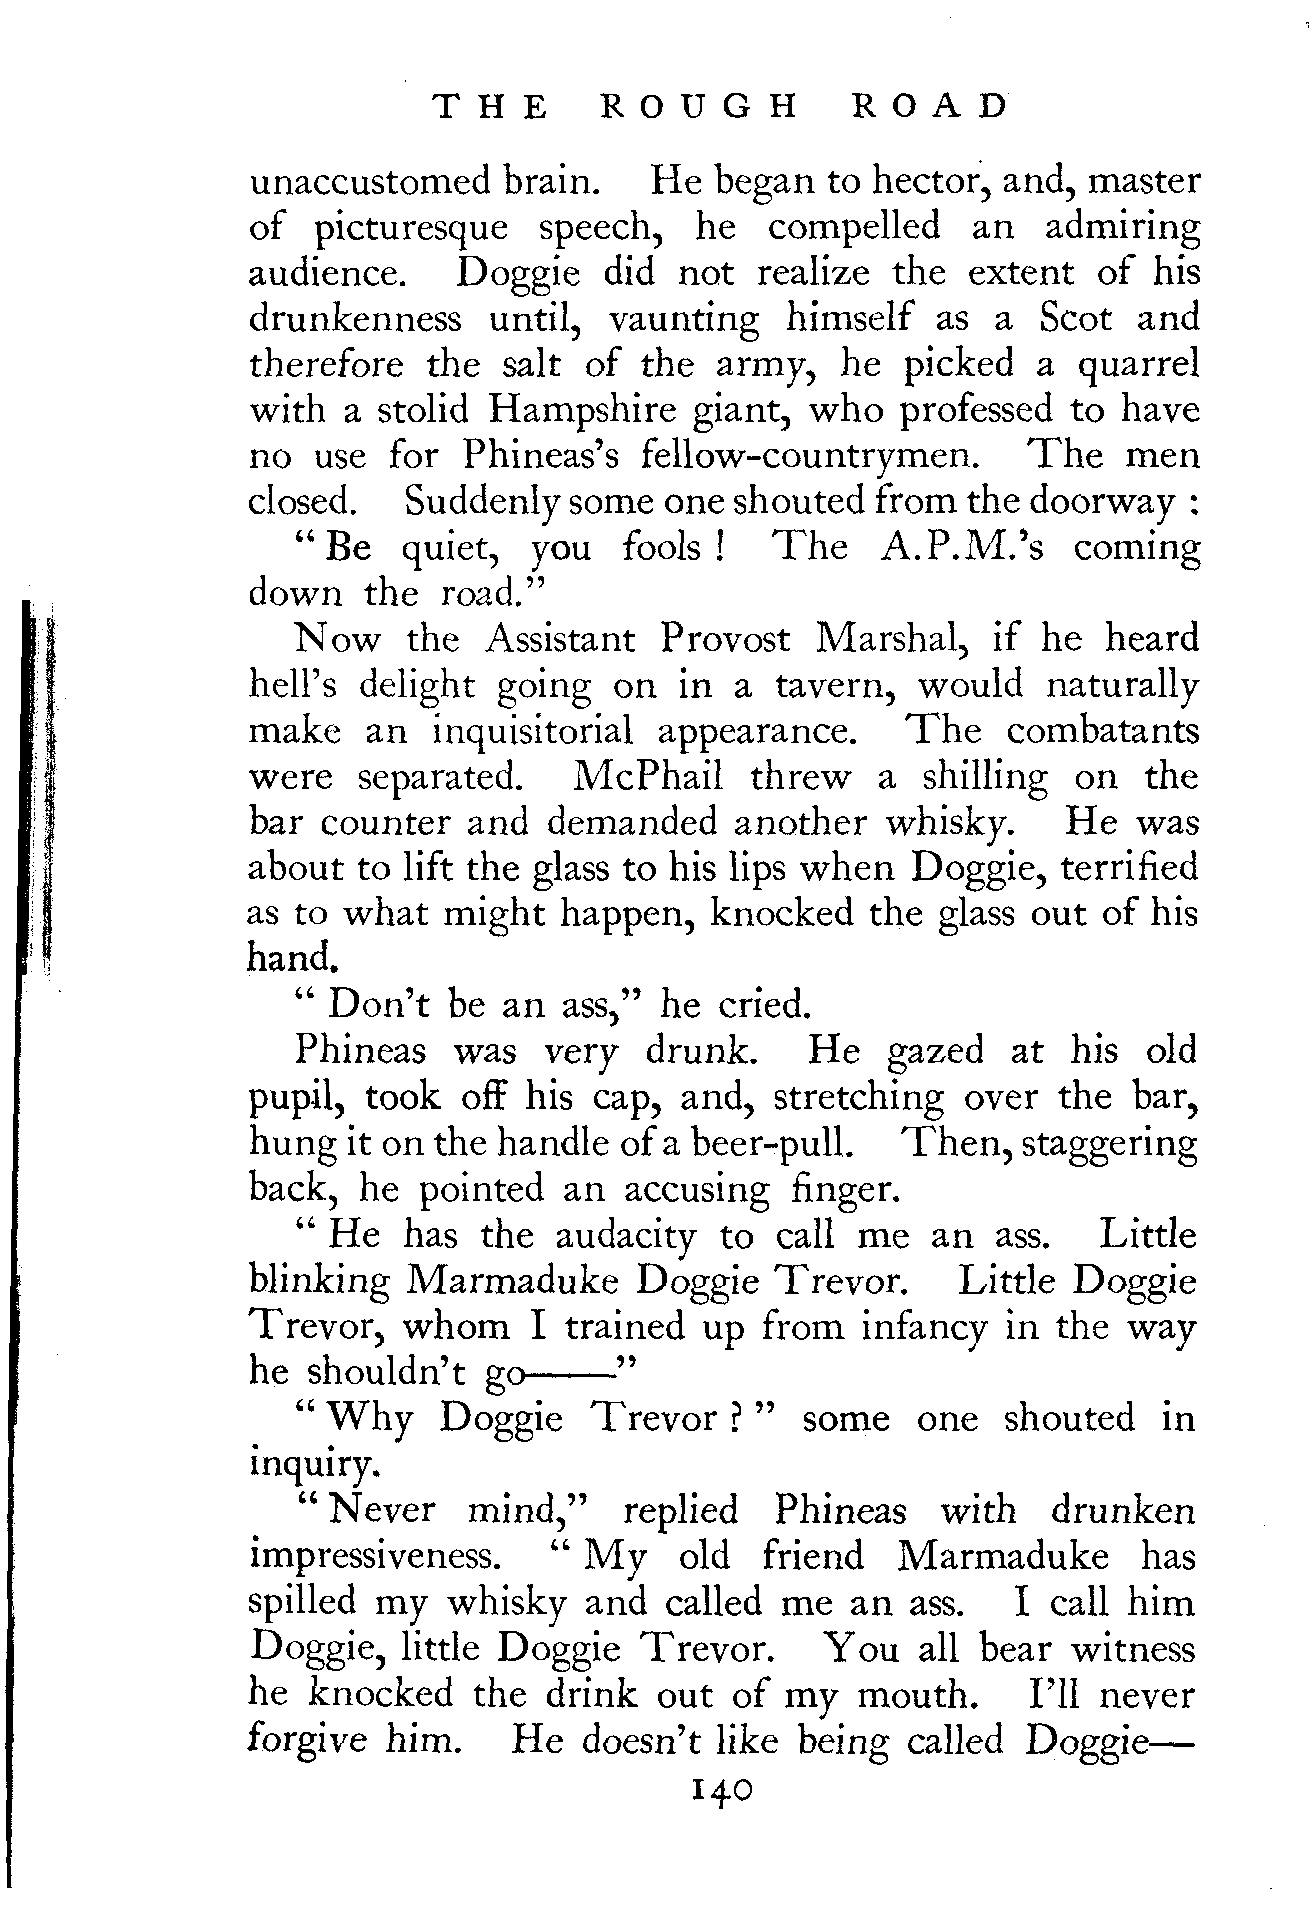 THE ROUGH ROAD
unaccustomed brain. He began to hector, and, master
of picturesque speech, he compelled an admiring
audience. Doggie did not realize the extent of his
drunkenness until, vaunting himself as a Scot and
therefore the salt of the army, he picked a quarrel
with a stolid Hampshire giant, who professed to have
no use for Phineas's fellow-countrymen. The men
closed. Suddenly some one shouted from the doorway :
“ Be quiet, you fools ! The A.P.M.'s coming
down the road.”
Now the Assistant Provost Marshal, if he heard
hell's delight going on in a tavern, would naturally
make an inquisitorial appearance. The combatants
were separated. McPhail threw a shilling on the
bar counter and demanded another whisky. He was
about to lift the glass to his lips when Doggie, terrified
as to what might happen, knocked the glass out of his
hand.
“ Don't be an ass,” he cried.
Phineas was very drunk. He gazed at his old
pupil, took off his cap, and, stretching over the bar,
hung it on the handle of a beer-pull. Then, staggering
back, he pointed an accusing finger.
“ He has the audacity to call me an ass. Little
blinking Marmaduke Doggie Trevor. Little Doggie
Trevor, whom I trained up from infancy in the way
he shouldn't go——”
“ Why Doggie Trevor ? ” some one shouted in
inquiry.
“ Never mind,” replied Phineas with drunken
impressiveness. “ My old friend Marmaduke has
spilled my whisky and called me an ass. I call him
Doggie, little Doggie Trevor. You all bear witness
he knocked the drink out of my mouth. I'll never
forgive him. He doesn't like being called Doggie—
140